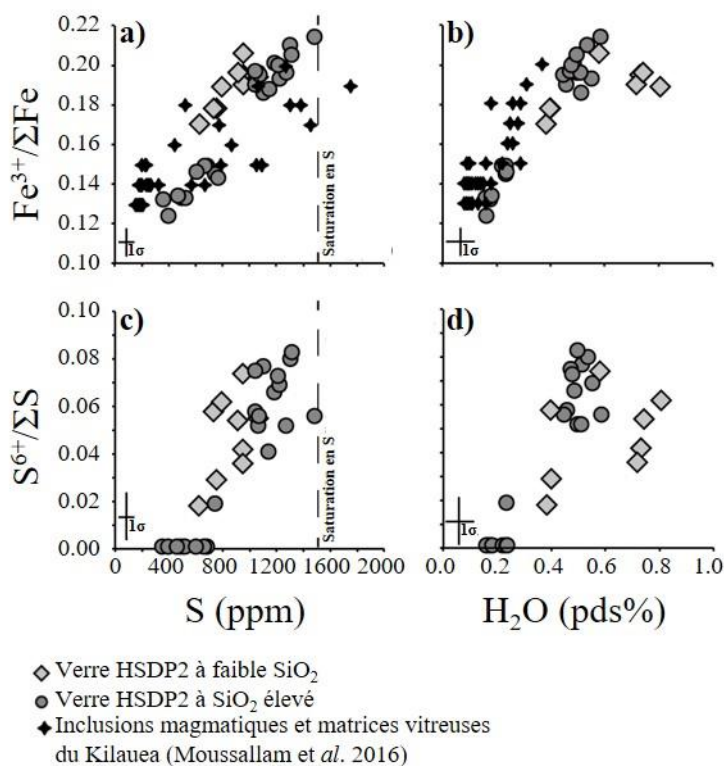 a)
b)
Fe³⁺/ΣFe
0.22
0.20
0.18
0.16
0.14
0.12
0.10
1σ
Saturation en S
1σ
c)
d)
S⁶⁺/ΣS
0.10
0.08
0.06
0.04
0.02
0.00
1σ
Saturation en S
1σ
0 400 800 1200 1600 2000
0.0 0.2 0.4 0.6 0.8 1.0
S (ppm)
H₂O (pds%)
Verre HSDP2 à faible SiO₂
Verre HSDP2 à SiO₂ élevé
Inclusions magmatiques et matrices vitreuses
du Kilauea (Moussallam et al. 2016)